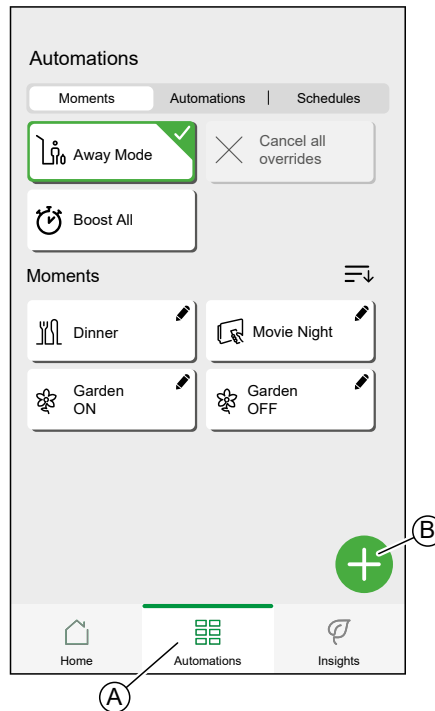 Automations
Moments
Automations
Schedules
Away Mode
Cancel all
overrides
Boost All
Moments
Dinner
Movie Night
Garden
ON
Garden
OFF
B
Home
Automations
Insights
A